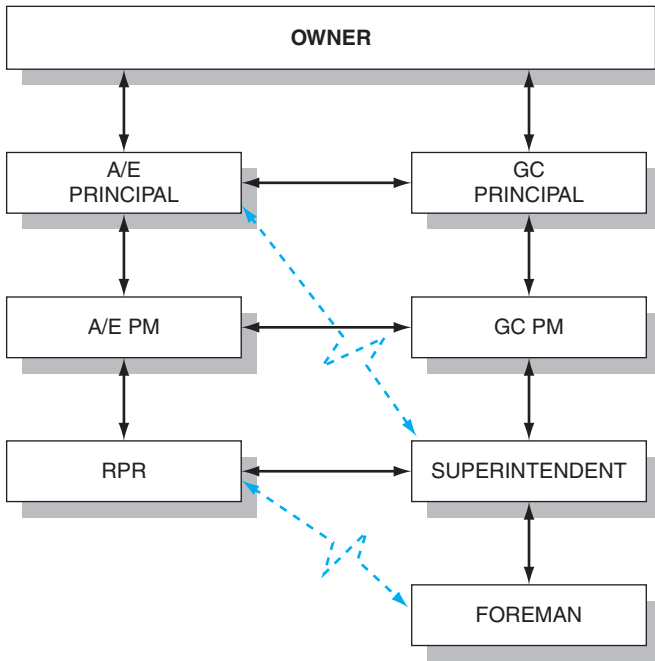 OWNER
A/E
PRINCIPAL
GC
PRINCIPAL
A/E PM
GC PM
RPR
SUPERINTENDENT
FOREMAN